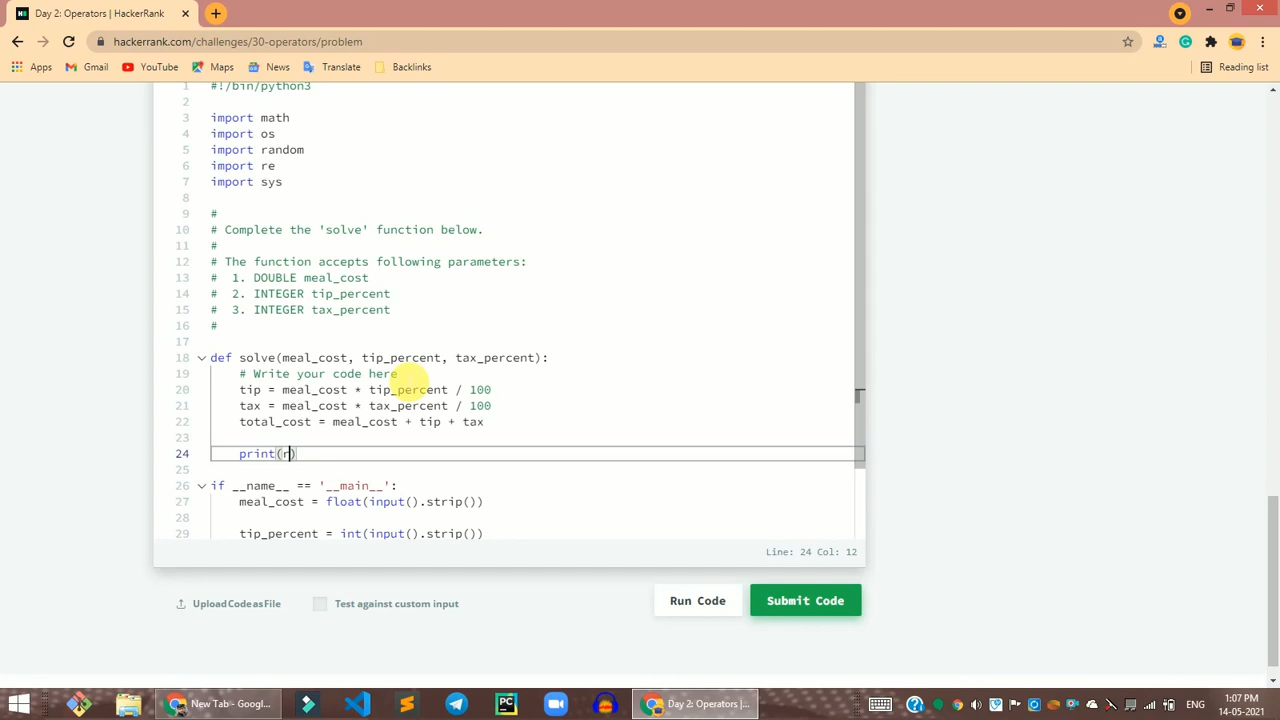 Day 2: Operators | HackerRank
hackerrank.com/challenges/30-operators/problem
Apps Gmail YouTube Maps News Translate Backlinks Reading list
1 #!/bin/python3
2
3 import math
4 import os
5 import random
6 import re
7 import sys
8
9 #
10 # Complete the 'solve' function below.
11 #
12 # The function accepts following parameters:
13 #  1. DOUBLE meal_cost
14 #  2. INTEGER tip_percent
15 #  3. INTEGER tax_percent
16 #
17
18 def solve(meal_cost, tip_percent, tax_percent):
19     # Write your code here
20     tip = meal_cost * tip_percent / 100
21     tax = meal_cost * tax_percent / 100
22     total_cost = meal_cost + tip + tax
23
24     print(r)
25
26 if __name__ == '__main__':
27     meal_cost = float(input().strip())
28
29     tip_percent = int(input().strip())
Line: 24 Col: 12
Upload Code as File Test against custom input Run Code Submit Code
New Tab - Googl... Day 2: Operators |... ENG 1:07 PM
14-05-2021